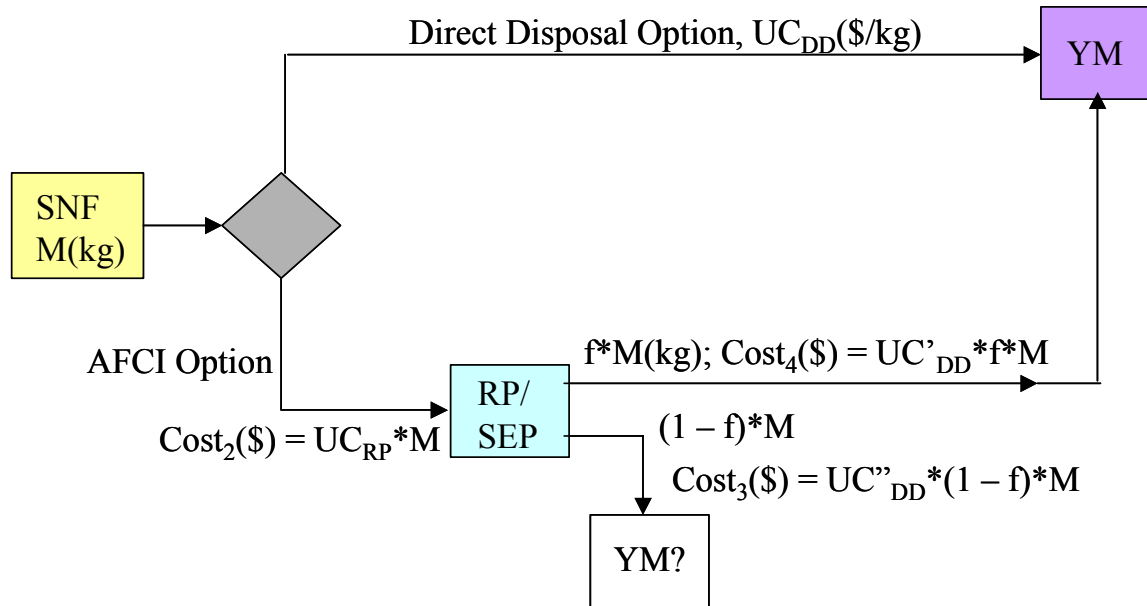 Direct Disposal Option, UC_DD($/kg)
YM
SNF
M(kg)
AFCI Option
f*M(kg); Cost_4($) = UC’_DD*f*M
RP/
SEP
Cost_2($) = UC_RP*M
(1 – f)*M
Cost_3($) = UC”_DD*(1 – f)*M
YM?